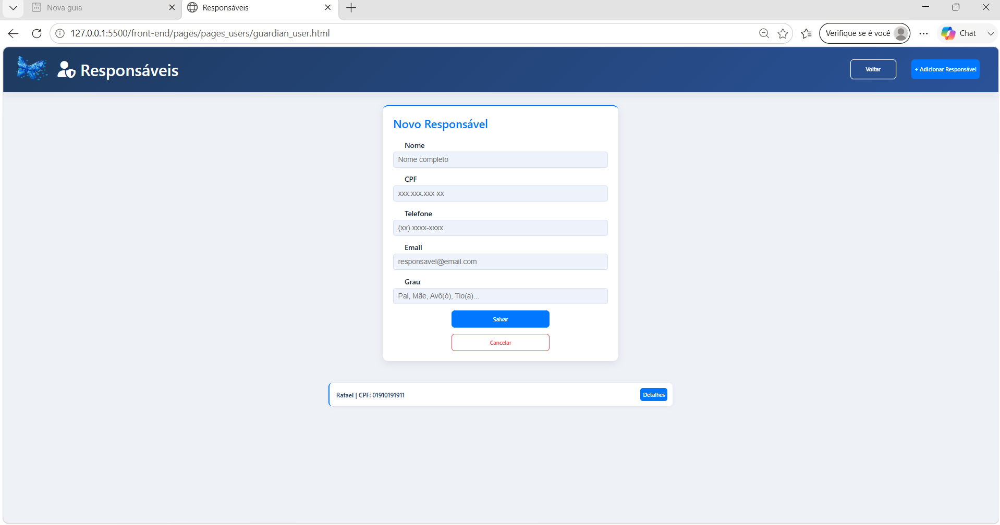 Nova guia
Responsáveis
127.0.0.1:5500/front-end/pages/pages_users/guardian_user.html
Verifique se é você
Chat
Responsáveis
Voltar
+ Adicionar Responsável
Novo Responsável
Nome
Nome completo
CPF
xxx.xxx.xxx-xx
Telefone
(xx) xxxx-xxxx
Email
responsavel@email.com
Grau
Pai, Mãe, Avô(ó), Tio(a)...
Salvar
Cancelar
Rafael | CPF: 01910191911
Detalhes